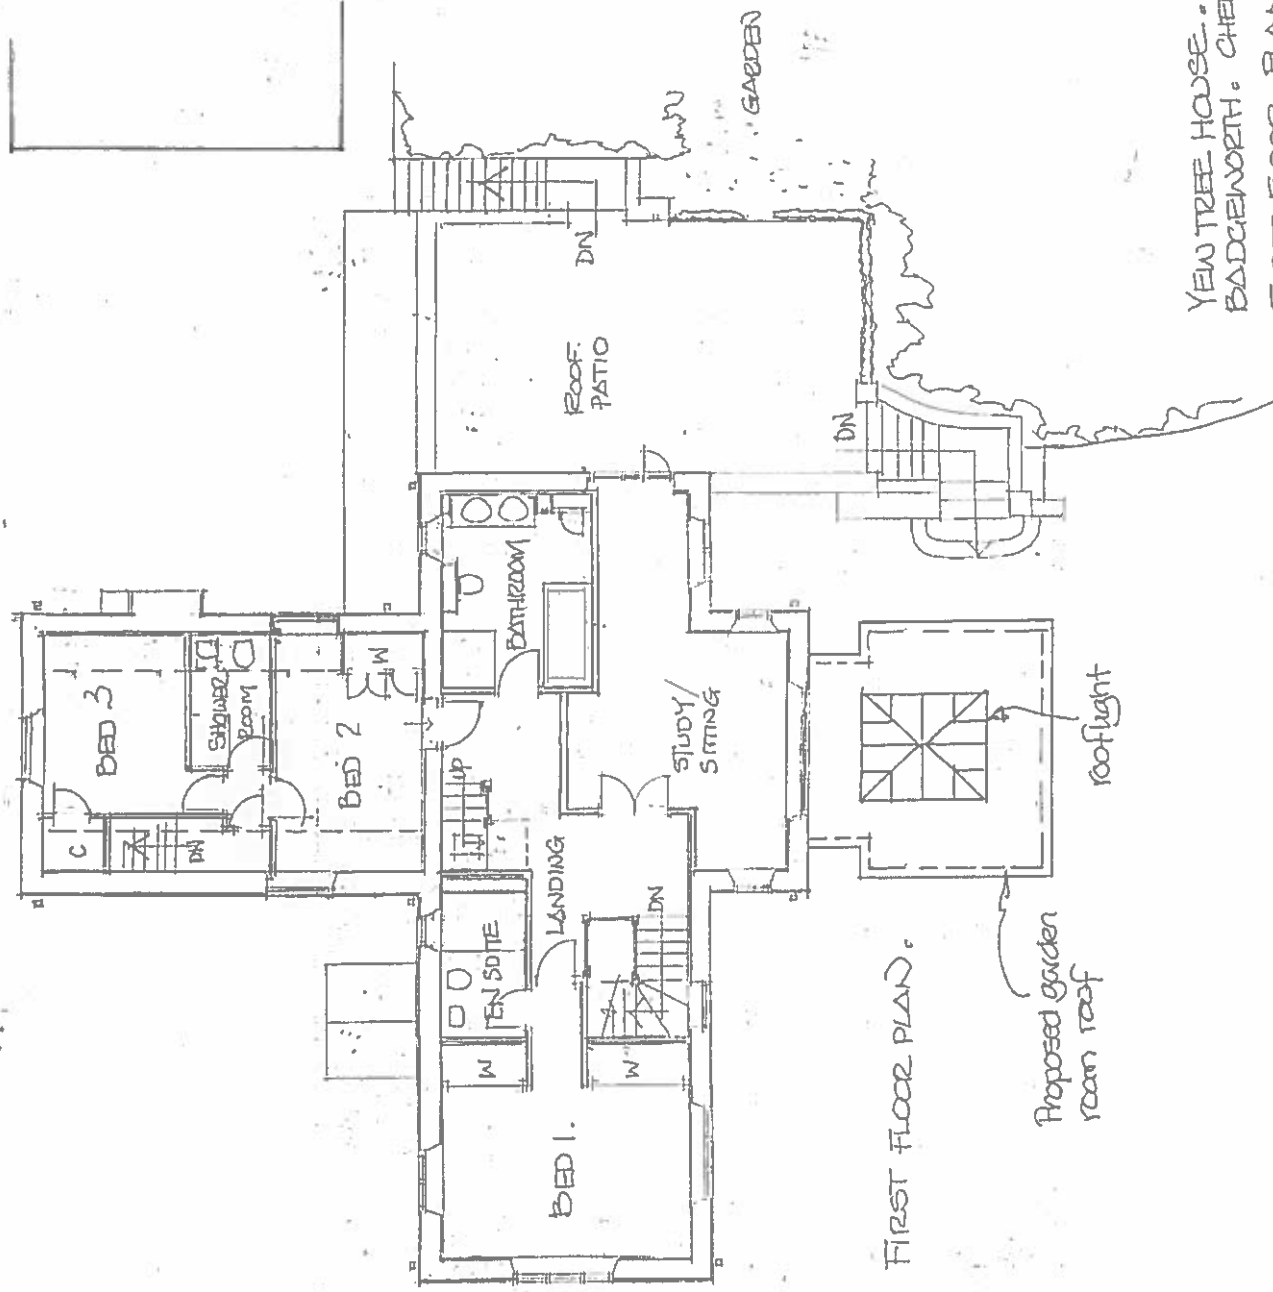 BED 3
SHOWER
ROOM
C
DN
BED 2
W
UP
BATHROOM
ROOF.
PATIO
DN
DN
GARDEN
EN SUITE
LANDING
DN
STUDY/
SITTING
W
W
BED 1.
rooflight
Proposed garden
room roof
FIRST FLOOR PLAN.
YEW TREE HOUSE..
BADGEWORTH. CHE